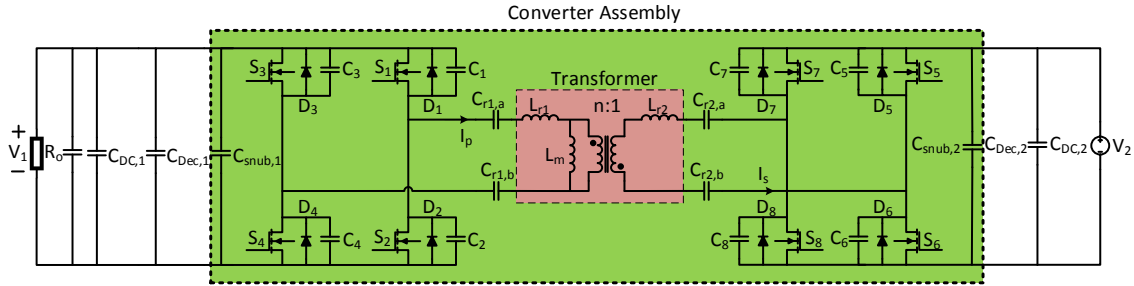 Converter Assembly
S3
D3
C3
S1
D1
C1
Transformer
C7
S7
D7
C5
S5
D5
Cr1,a
Lr1
n:1
Lr2
Cr2,a
Ip
+
V1
−
Ro
CDC,1
CDec,1
Csnub,1
Lm
Csnub,2
CDec,2
CDC,2
V2
+
−
Cr1,b
Cr2,b
Is
D4
S4
C4
D2
S2
C2
D8
C8
S8
D6
C6
S6